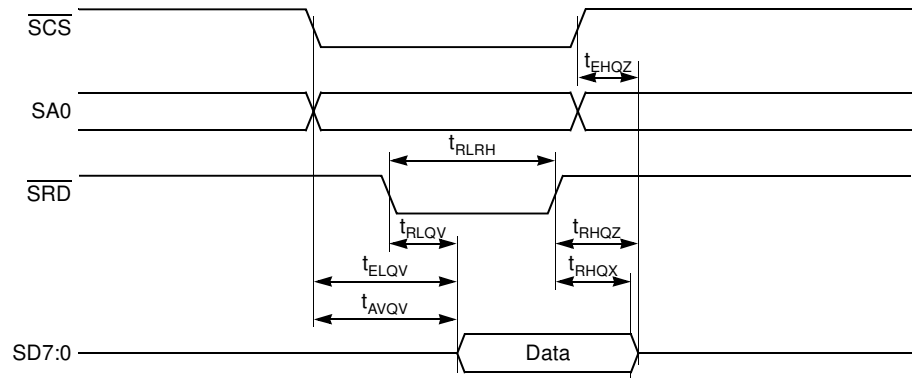 SCS
tEHQZ
SA0
tRLRH
SRD
tRLQV
tRHQZ
tELQV
tRHQX
tAVQV
SD7:0
Data